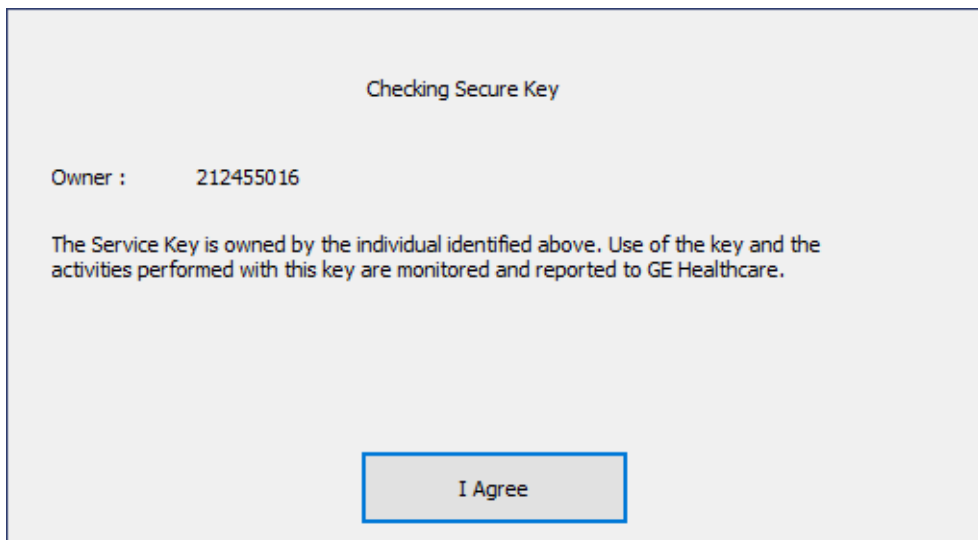 Checking Secure Key
Owner : 212455016
The Service Key is owned by the individual identified above. Use of the key and the
activities performed with this key are monitored and reported to GE Healthcare.
I Agree